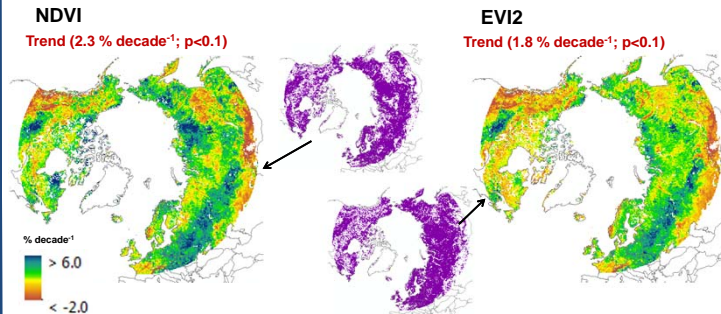 NDVI
Trend (2.3 % decade⁻¹; p<0.1)
EVI2
Trend (1.8 % decade⁻¹; p<0.1)
% decade⁻¹
> 6.0
< -2.0